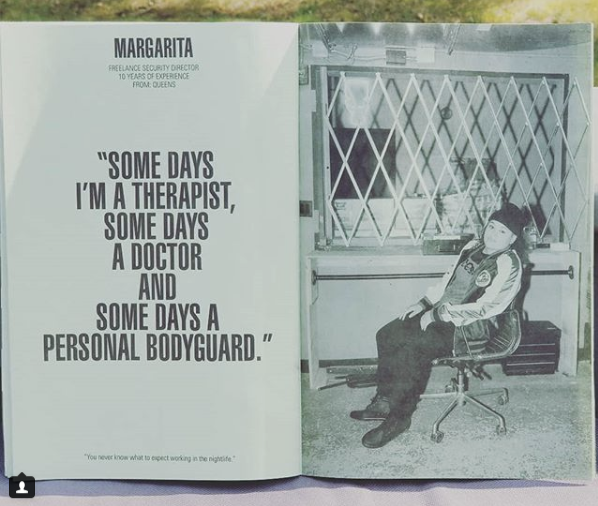 MARGARITA
FREELANCE SECURITY DIRECTOR
10 YEARS OF EXPERIENCE
FROM: QUEENS
“SOME DAYS
I’M A THERAPIST,
SOME DAYS
A DOCTOR
AND
SOME DAYS A
PERSONAL BODYGUARD.”
“You never know what to expect working in the nightlife.”